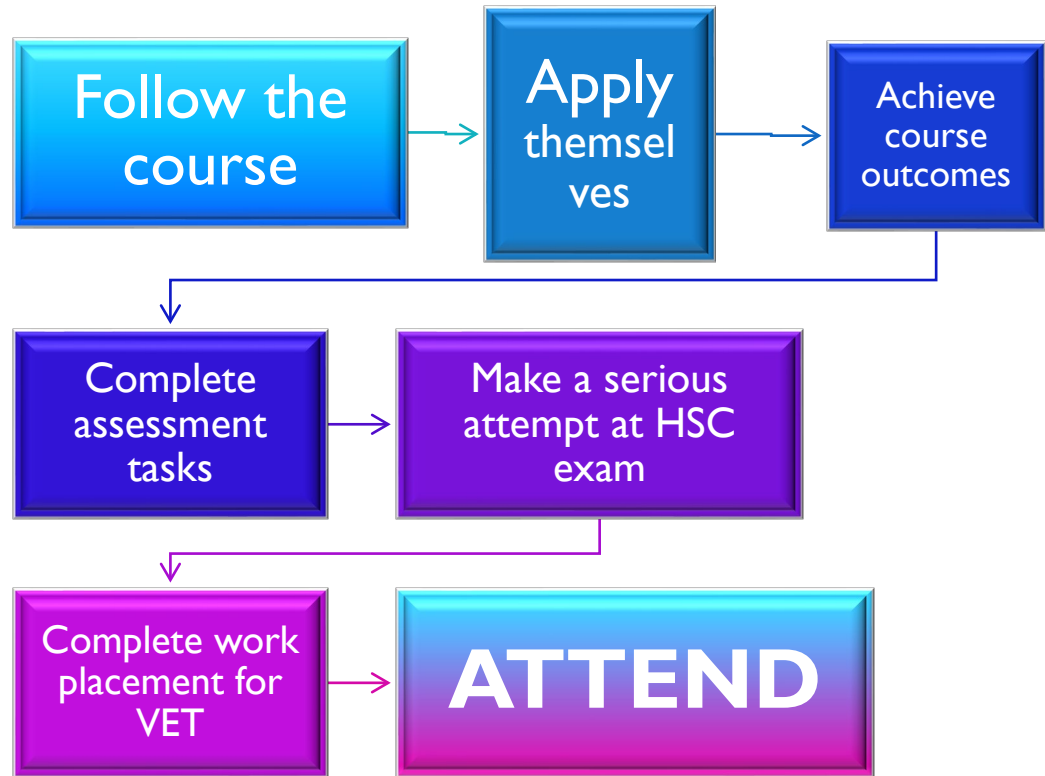 Follow the
course
Apply
themsel
ves
Achieve
course
outcomes
Complete
assessment
tasks
Make a serious
attempt at HSC
exam
Complete work
placement for
VET
ATTEND